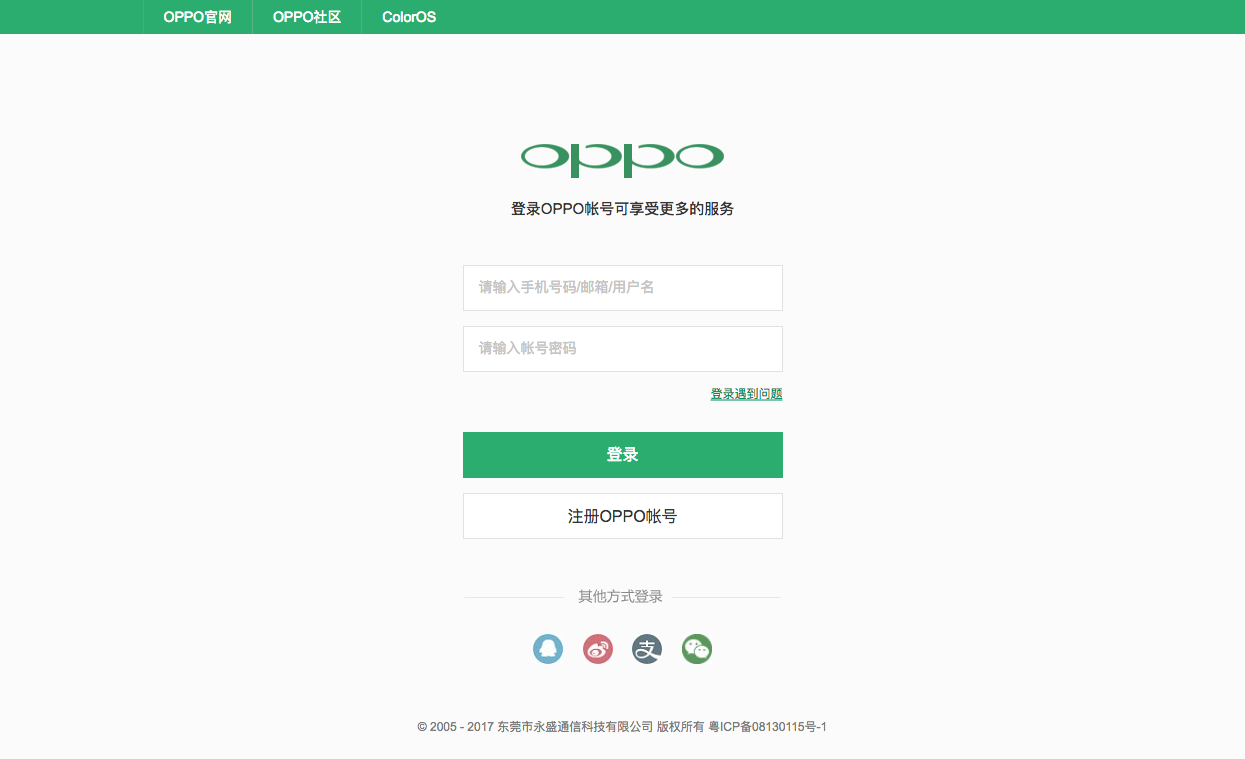 OPPO官网 OPPO社区 ColorOS
oppo
登录OPPO帐号可享受更多的服务
请输入手机号码/邮箱/用户名
请输入帐号密码
登录遇到问题
登录
注册OPPO帐号
其他方式登录
支
© 2005 - 2017 东莞市永盛通信科技有限公司 版权所有 粤ICP备08130115号-1